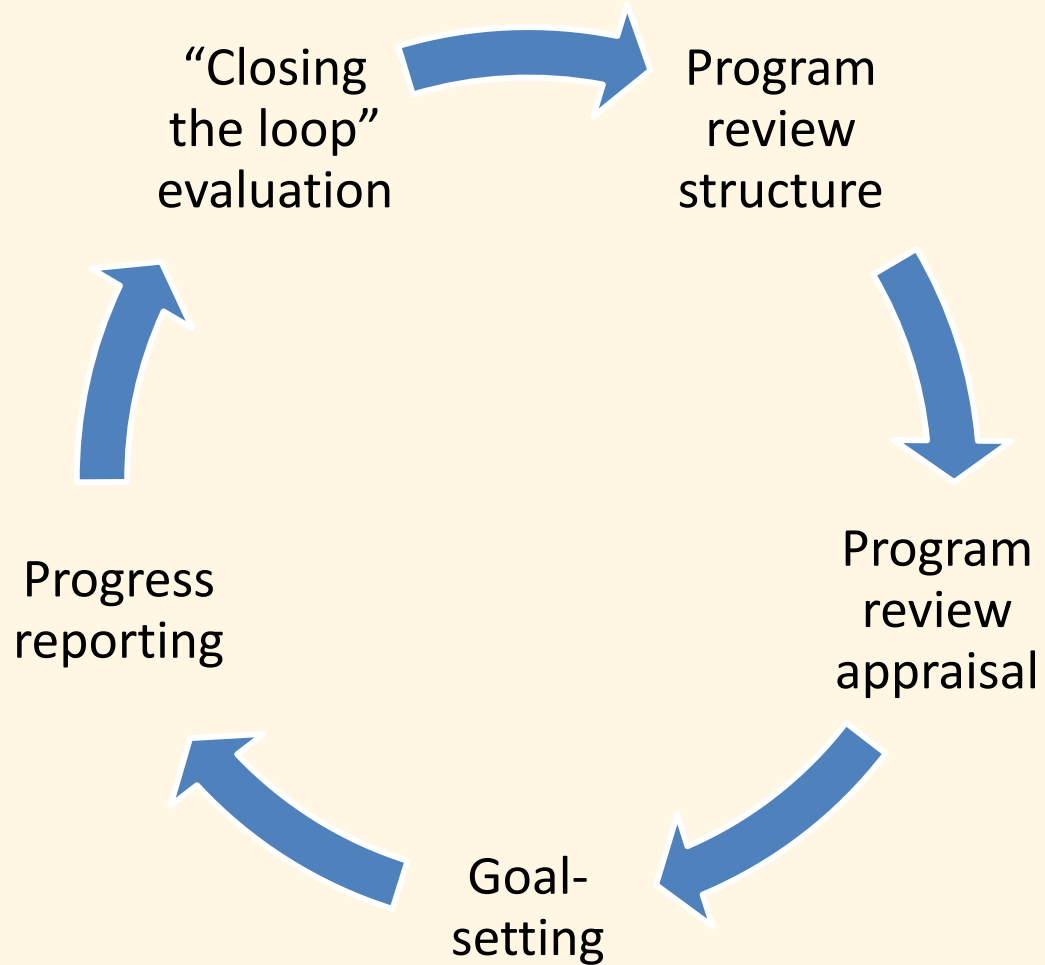 “Closing
the loop”
evaluation
Program
review
structure
Program
review
appraisal
Goal-
setting
Progress
reporting